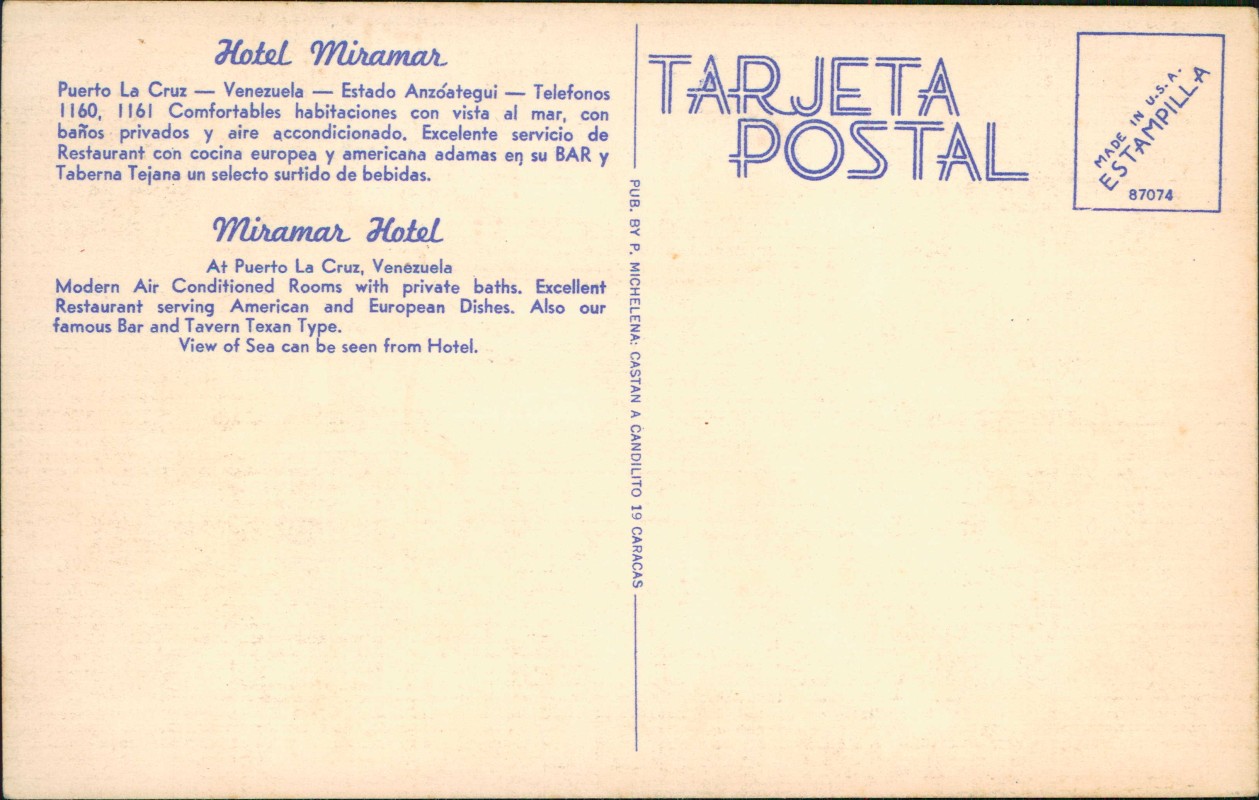 Hotel Miramar
Puerto La Cruz — Venezuela — Estado Anzóategui — Telefonos
1160, 1161 Comfortables habitaciones con vista al mar, con
baños privados y aire accondicionado. Excelente servicio de
Restaurant con cocina europea y americana adamas en su BAR y
Taberna Tejana un selecto surtido de bebidas.
Miramar Hotel
At Puerto La Cruz, Venezuela
Modern Air Conditioned Rooms with private baths. Excellent
Restaurant serving American and European Dishes. Also our
famous Bar and Tavern Texan Type.
View of Sea can be seen from Hotel.
PUB. BY P. MICHELENA: CASTAN A CANDILITO 19 CARACAS
TARJETA
POSTAL
MADE IN U.S.A.
ESTAMPILLA
87074